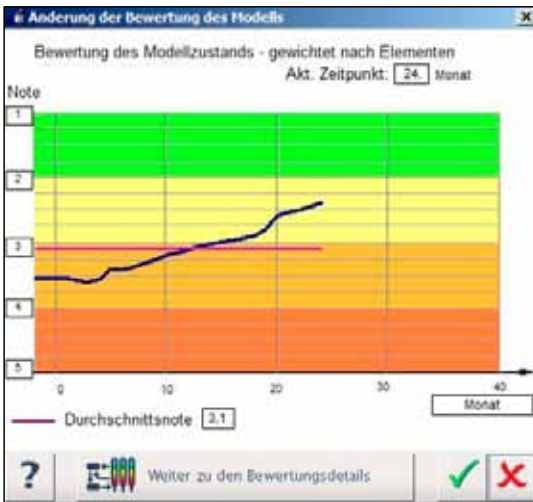 Änderung der Bewertung des Modells
Bewertung des Modellzustands - gewichtet nach Elementen
Akt. Zeitpunkt: 24. Monat
Note
1
2
3
4
5
0 10 20 30 40
Monat
Durchschnittsnote 3,1
? Weiter zu den Bewertungsdetails